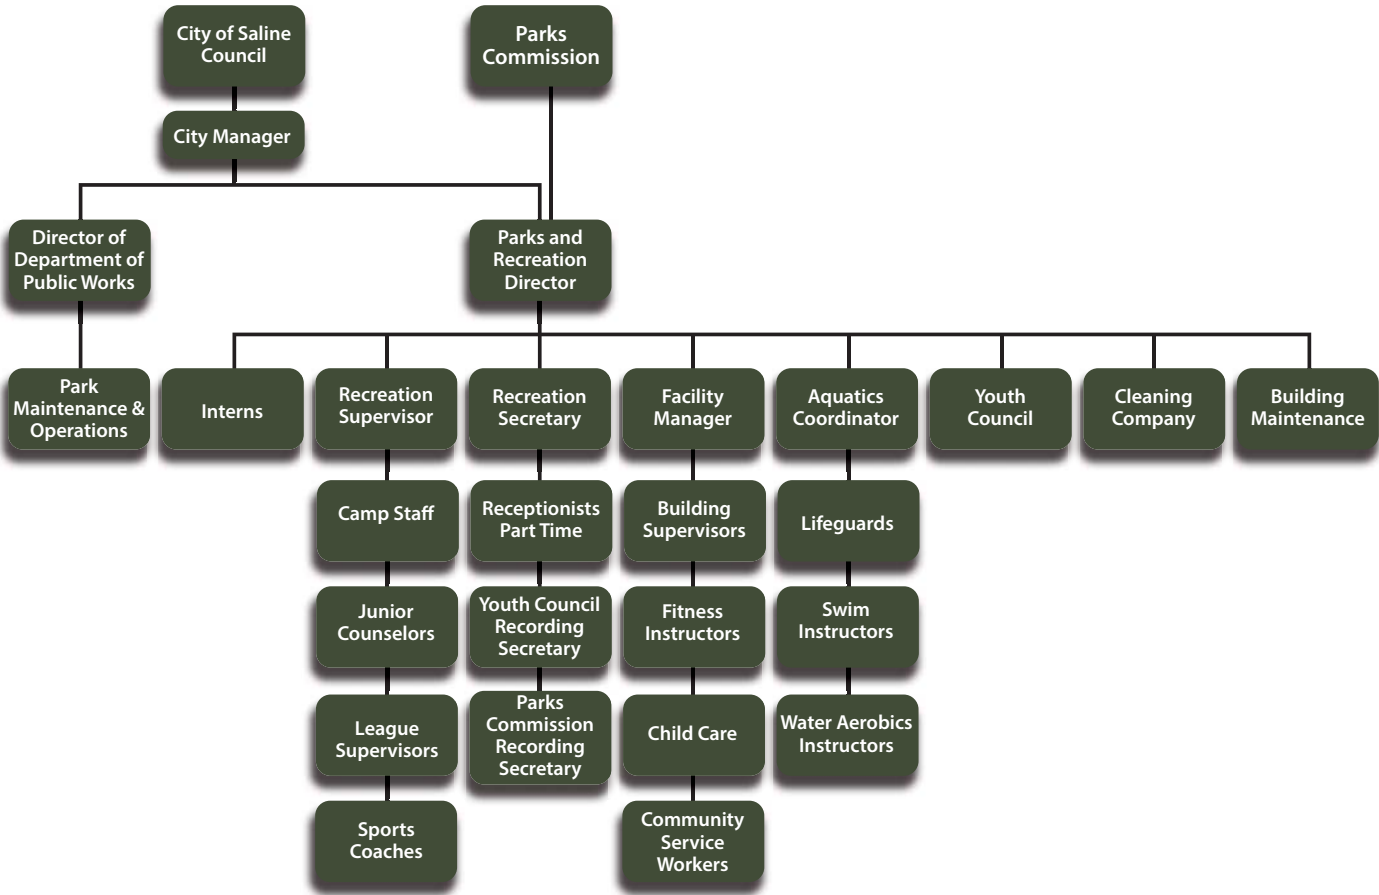 City of Saline
Council
Parks
Commission
City Manager
Director of
Department of
Public Works
Parks and
Recreation
Director
Park
Maintenance &
Operations
Interns
Recreation
Supervisor
Recreation
Secretary
Facility
Manager
Aquatics
Coordinator
Youth
Council
Cleaning
Company
Building
Maintenance
Camp Staff
Receptionists
Part Time
Building
Supervisors
Lifeguards
Junior
Counselors
Youth Council
Recording
Secretary
Fitness
Instructors
Swim
Instructors
League
Supervisors
Parks
Commission
Recording
Secretary
Child Care
Water Aerobics
Instructors
Sports
Coaches
Community
Service
Workers